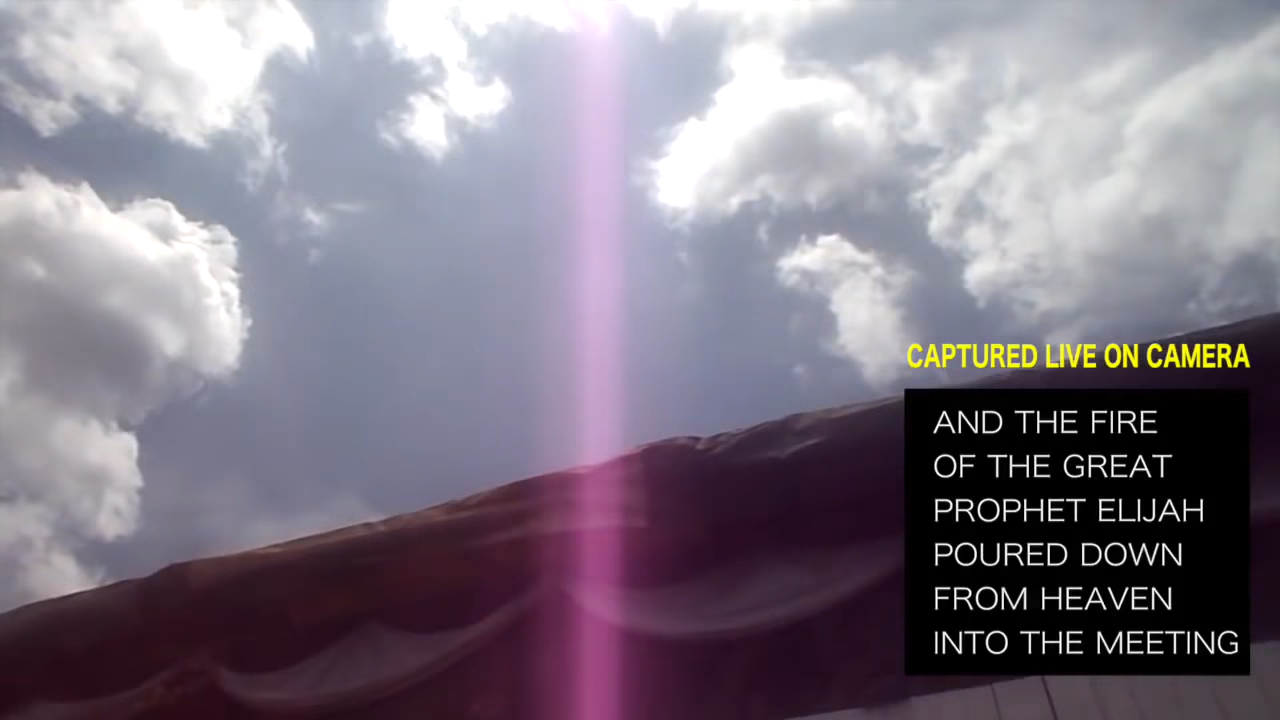 CAPTURED LIVE ON CAMERA
AND THE FIRE
OF THE GREAT
PROPHET ELIJAH
POURED DOWN
FROM HEAVEN
INTO THE MEETING